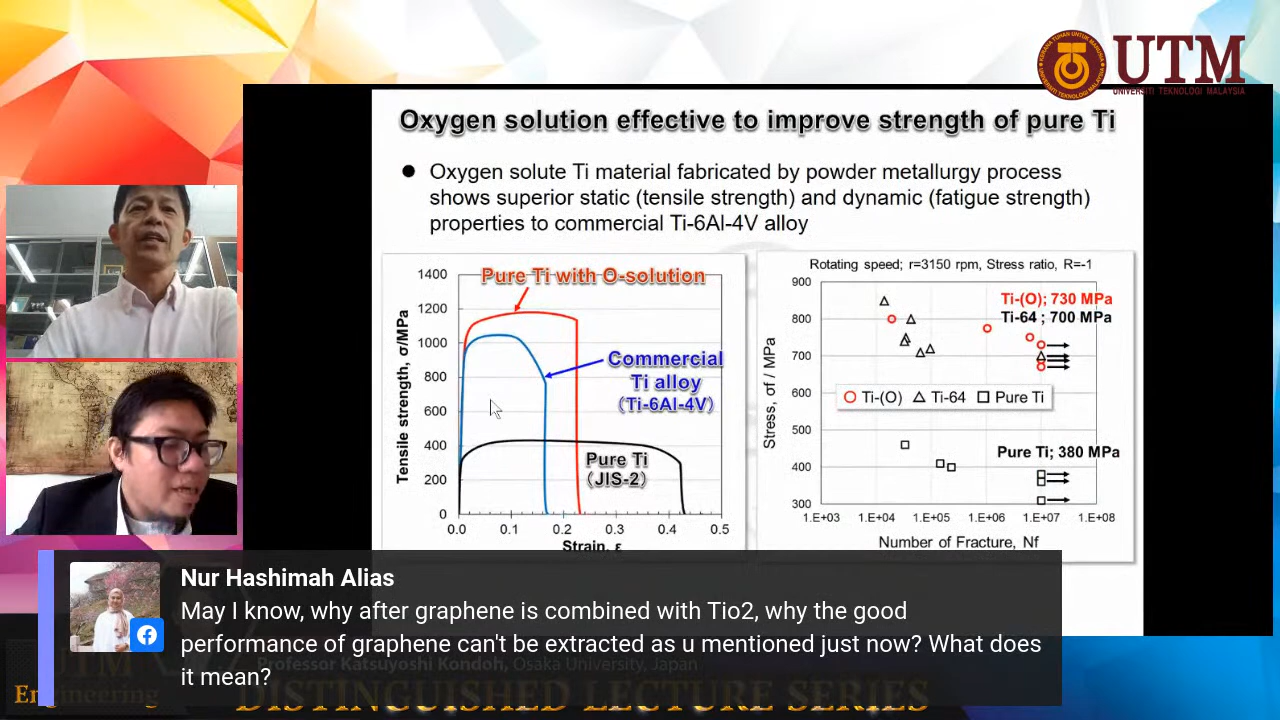 UTM
UNIVERSITI TEKNOLOGI MALAYSIA
Oxygen solution effective to improve strength of pure Ti
● Oxygen solute Ti material fabricated by powder metallurgy process
shows superior static (tensile strength) and dynamic (fatigue strength)
properties to commercial Ti-6Al-4V alloy
Tensile strength, σ/MPa
1400
1200
1000
800
600
400
200
0
0.0 0.1 0.2 0.3 0.4 0.5
Strain, ε
Pure Ti with O-solution
Commercial
Ti alloy
(Ti-6Al-4V)
Pure Ti
(JIS-2)
Rotating speed; r=3150 rpm, Stress ratio, R=-1
Stress, σf / MPa
900
800
700
600
500
400
300
1.E+03 1.E+04 1.E+05 1.E+06 1.E+07 1.E+08
Number of Fracture, Nf
Ti-(O); 730 MPa
Ti-64 ; 700 MPa
Ti-(O) Ti-64 Pure Ti
Pure Ti; 380 MPa
Nur Hashimah Alias
May I know, why after graphene is combined with Tio2, why the good
performance of graphene can't be extracted as u mentioned just now? What does
it mean?
Professor Katsuyoshi Kondoh, Osaka University, Japan
UTM
Engineering
DISTINGUISHED LECTURE SERIES